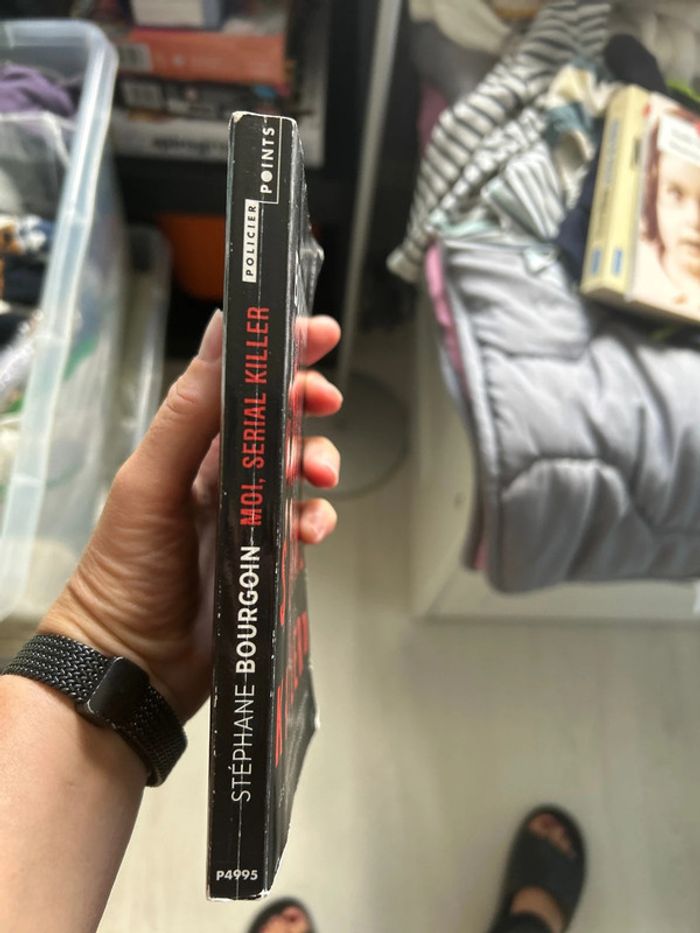 STÉPHANE BOURGOIN MOI, SERIAL KILLER
POLICIER
POINTS
P4995